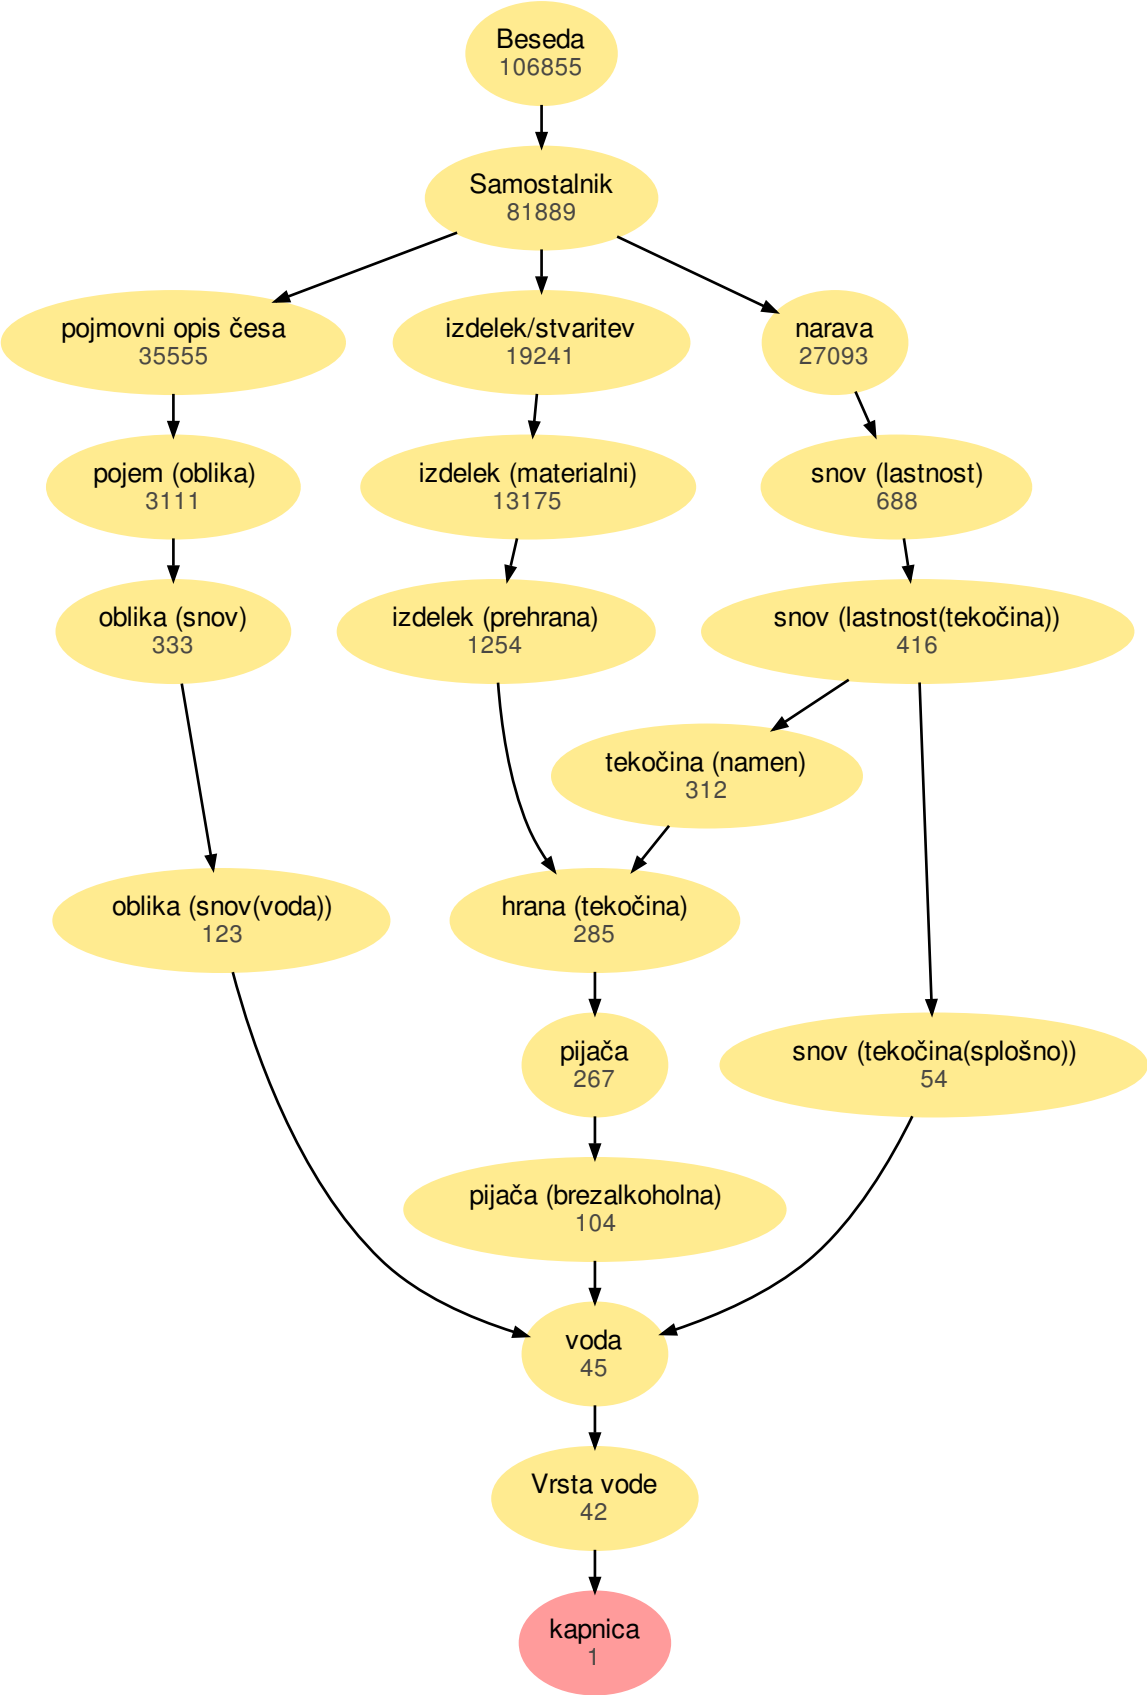 Beseda
106855
Samostalnik
81889
pojmovni opis česa
35555
izdelek/stvaritev
19241
narava
27093
pojem (oblika)
3111
izdelek (materialni)
13175
snov (lastnost)
688
oblika (snov)
333
izdelek (prehrana)
1254
snov (lastnost(tekočina))
416
tekočina (namen)
312
oblika (snov(voda))
123
hrana (tekočina)
285
pijača
267
snov (tekočina(splošno))
54
pijača (brezalkoholna)
104
voda
45
Vrsta vode
42
kapnica
1